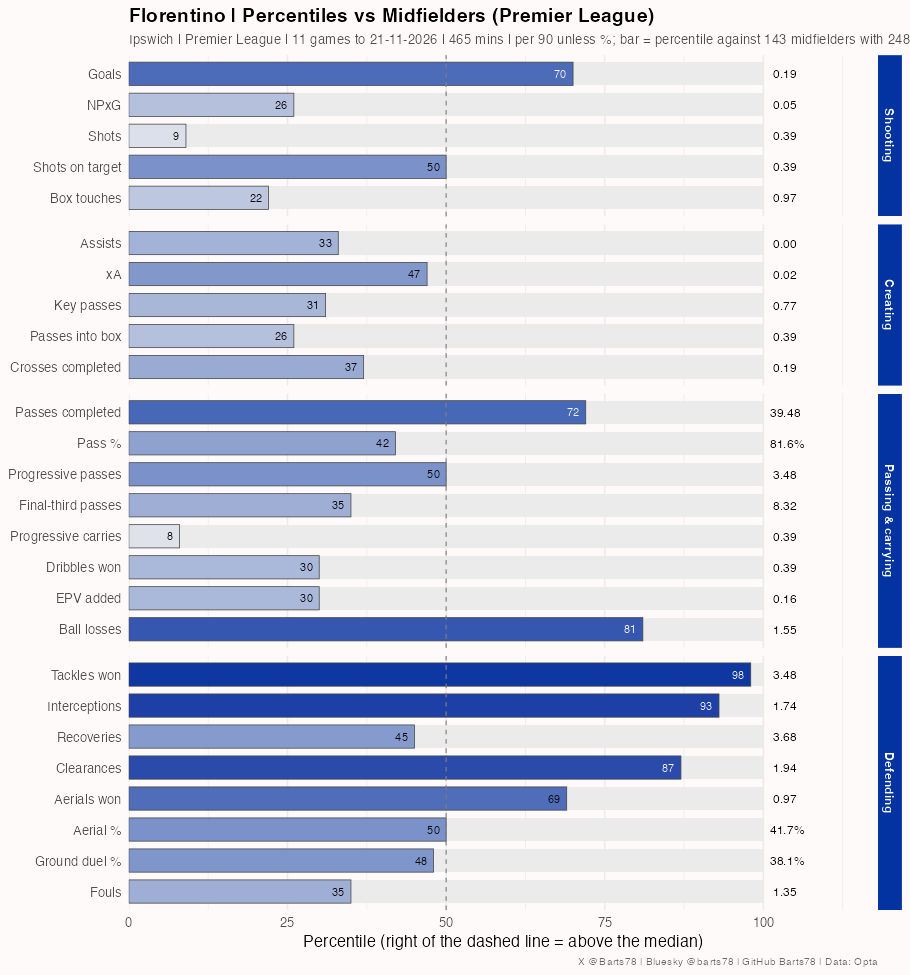 Florentino | Percentiles vs Midfielders (Premier League)
Ipswich | Premier League | 11 games to 21-11-2026 | 465 mins | per 90 unless %; bar = percentile against 143 midfielders with 248
Goals 70 0.19
NPxG 26 0.05
Shots 9 0.39
Shots on target 50 0.39
Box touches 22 0.97
Shooting
Assists 33 0.00
xA 47 0.02
Key passes 31 0.77
Passes into box 26 0.39
Crosses completed 37 0.19
Creating
Passes completed 72 39.48
Pass % 42 81.6%
Progressive passes 50 3.48
Final-third passes 35 8.32
Progressive carries 8 0.39
Dribbles won 30 0.39
EPV added 30 0.16
Ball losses 81 1.55
Passing & carrying
Tackles won 98 3.48
Interceptions 93 1.74
Recoveries 45 3.68
Clearances 87 1.94
Aerials won 69 0.97
Aerial % 50 41.7%
Ground duel % 48 38.1%
Fouls 35 1.35
Defending
0 25 50 75 100
Percentile (right of the dashed line = above the median)
X @Barts78 | Bluesky @barts78 | GitHub Barts78 | Data: Opta